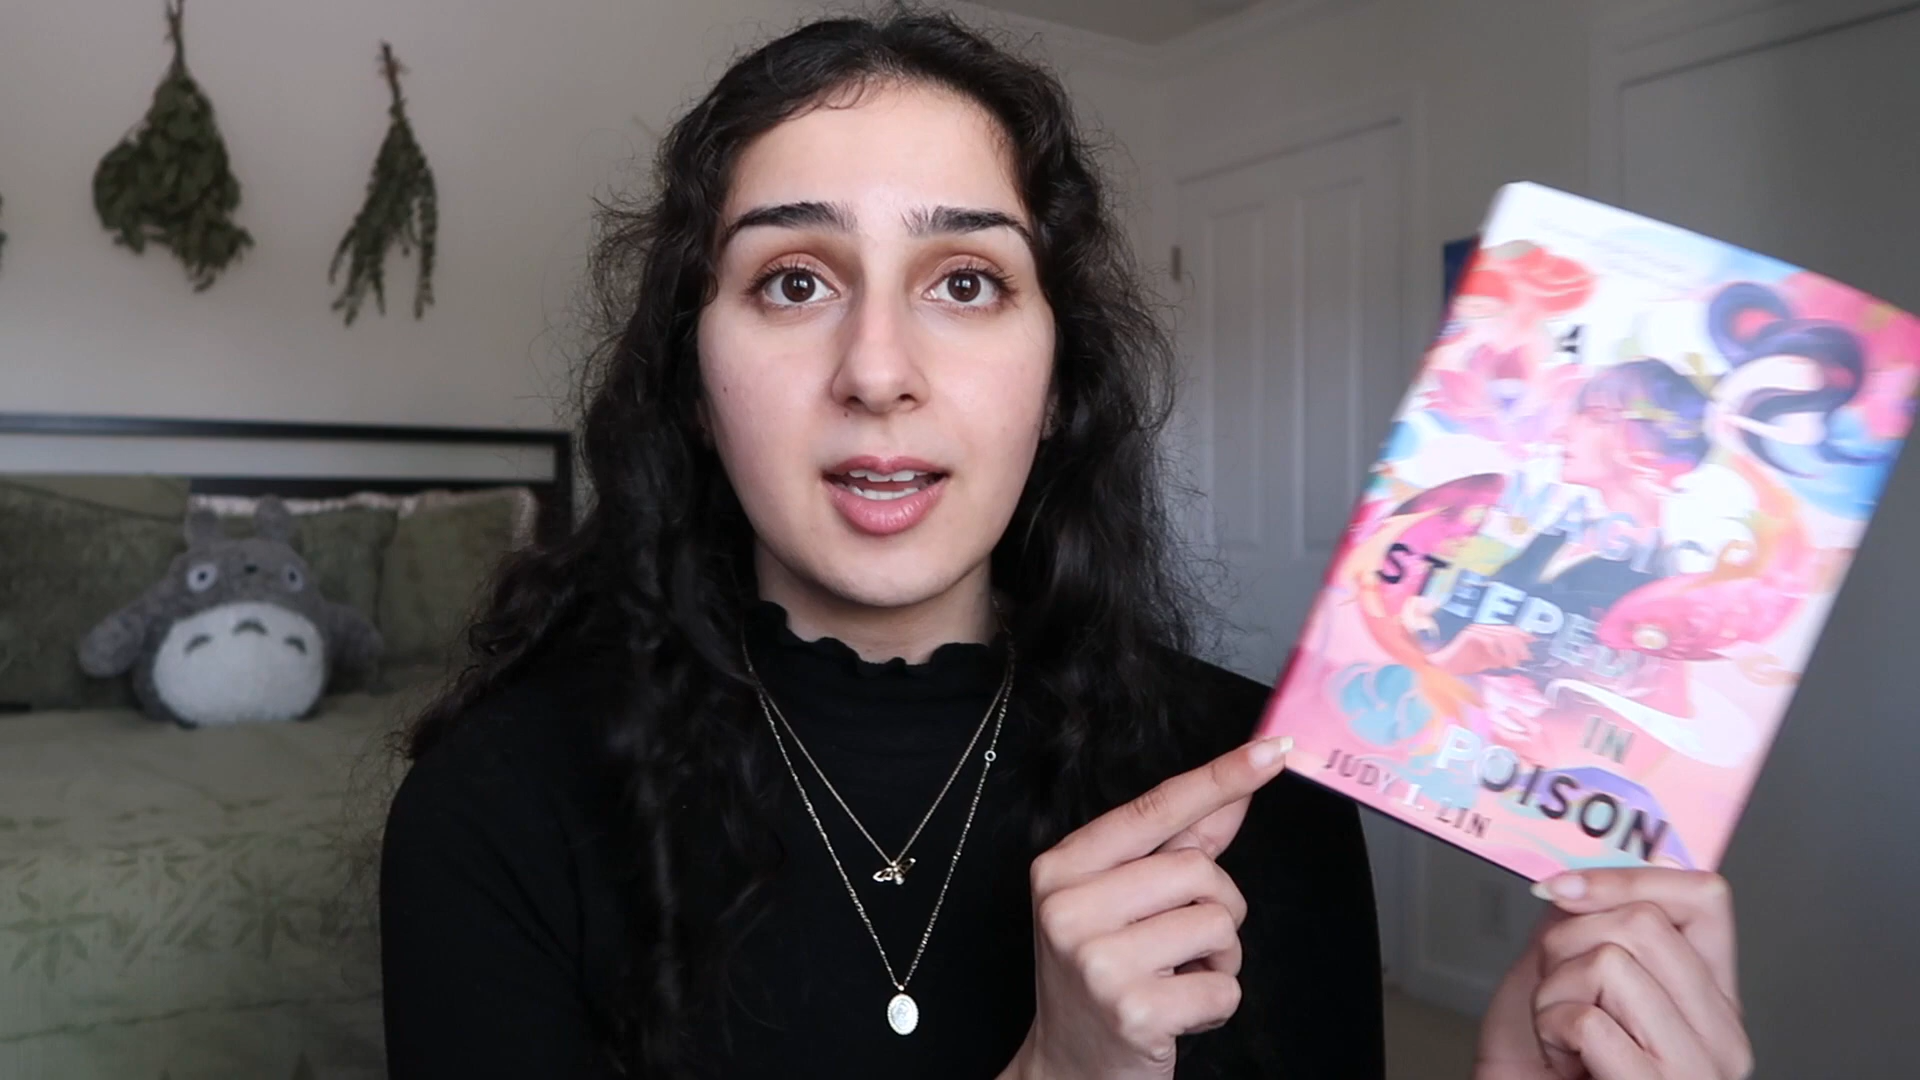 A
MAGIC
STEEPED
IN
POISON
JUDY I. LIN